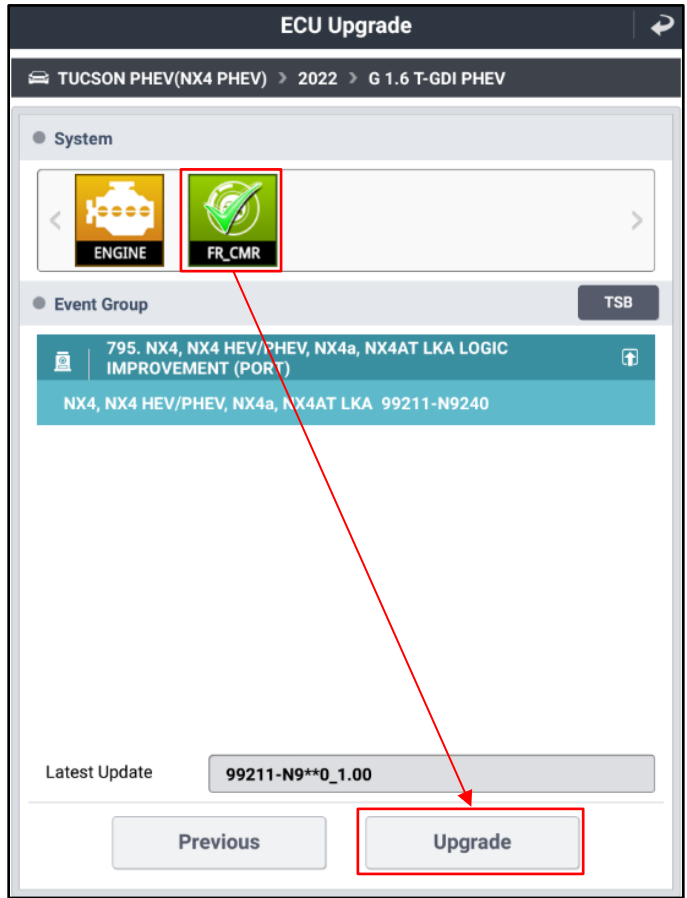 ECU Upgrade
TUCSON PHEV(NX4 PHEV) > 2022 > G 1.6 T-GDI PHEV
System
ENGINE
FR_CMR
Event Group
TSB
795. NX4, NX4 HEV/PHEV, NX4a, NX4AT LKA LOGIC
IMPROVEMENT (PORT)
NX4, NX4 HEV/PHEV, NX4a, NX4AT LKA 99211-N9240
Latest Update
99211-N9**0_1.00
Previous
Upgrade